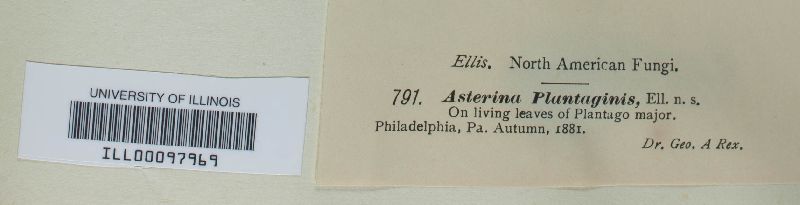 UNIVERSITY OF ILLINOIS
ILL00097969
Ellis. North American Fungi.
791. Asterina Plantaginis, Ell. n. s.
On living leaves of Plantago major.
Philadelphia, Pa. Autumn, 1881.
Dr. Geo. A Rex.